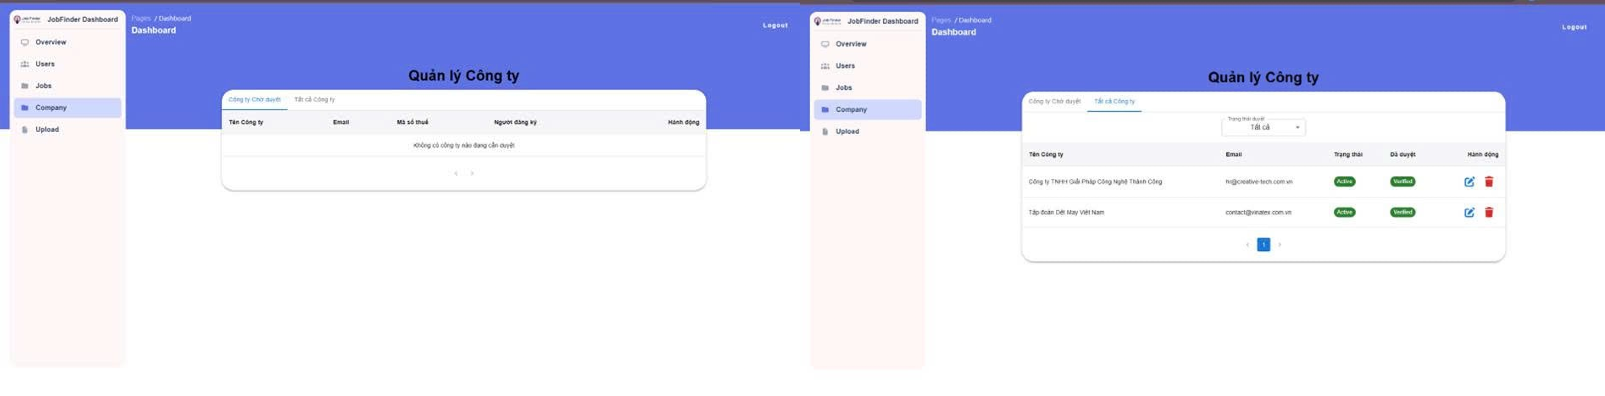 JobFinder Dashboard
Pages / Dashboard
Dashboard
Logout
Overview
Users
Jobs
Company
Upload
Quản lý Công ty
Công ty Chờ duyệt Tất cả Công ty
Tên Công ty Email Mã số thuế Người đăng ký Hành động
Không có công ty nào đang cần duyệt
JobFinder Dashboard
Pages / Dashboard
Dashboard
Logout
Overview
Users
Jobs
Company
Upload
Quản lý Công ty
Công ty Chờ duyệt Tất cả Công ty
Trạng thái duyệt
Tất cả
Tên Công ty Email Trạng thái Đã duyệt Hành động
Công ty TNHH Giải Pháp Công Nghệ Thành Công hr@creative-tech.com.vn Active Verified
Tập đoàn Dệt May Việt Nam contact@vinatex.com.vn Active Verified
1